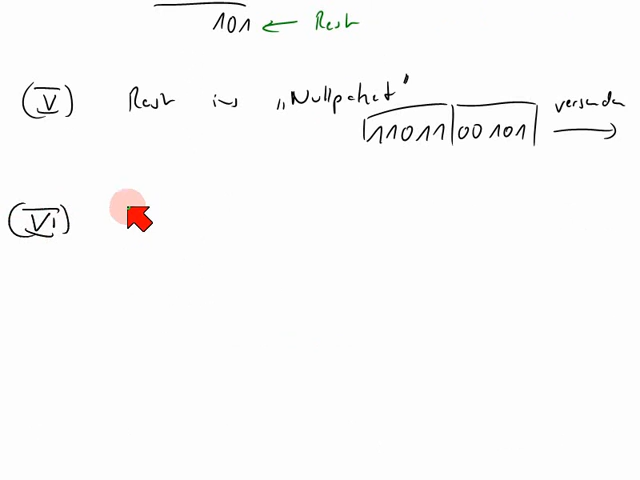 101 ← Rest
(V) Rest ins „Nullpaket“
11011|00101 versenden →
(VI)